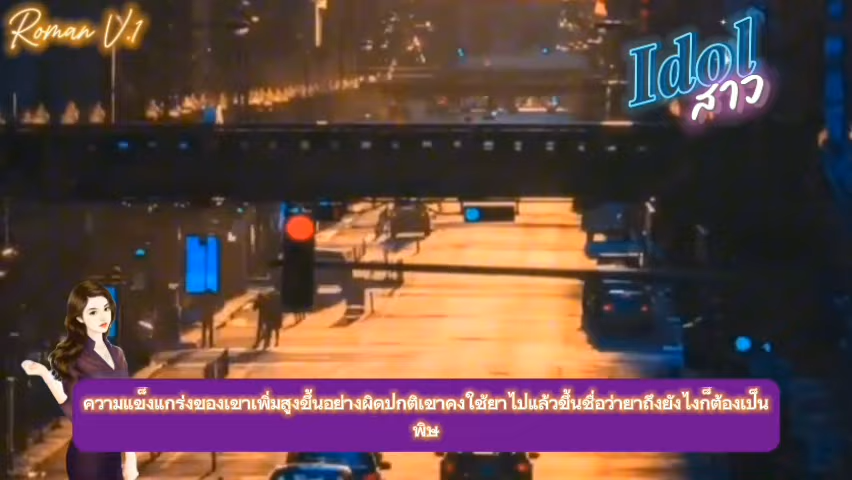 Roman V.1
Idol
สาว
ความแข็งแกร่งของเขาเพิ่มสูงขึ้นอย่างผิดปกติเขาคงใช้ยาไปแล้วขึ้นชื่อว่ายาถึงยังไงก็ต้องเป็น
พิษ